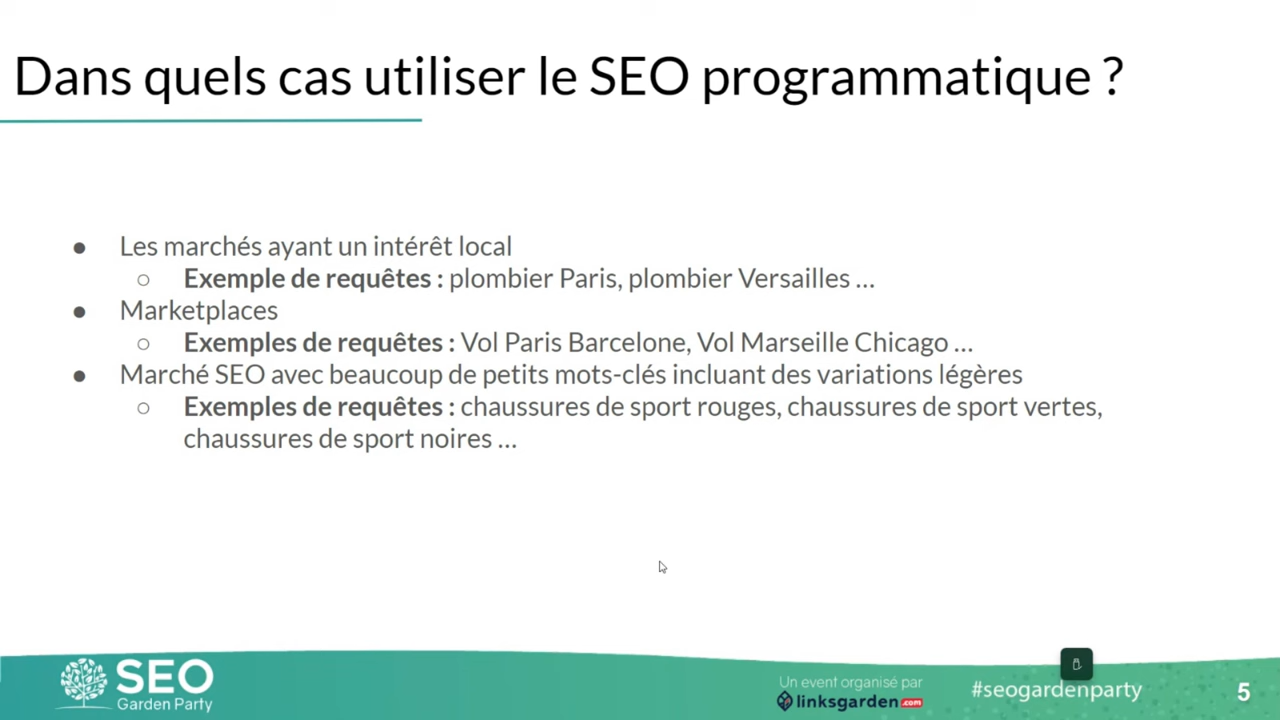 Dans quels cas utiliser le SEO programmatique ?
● Les marchés ayant un intérêt local
○ Exemple de requêtes : plombier Paris, plombier Versailles ...
● Marketplaces
○ Exemples de requêtes : Vol Paris Barcelone, Vol Marseille Chicago ...
● Marché SEO avec beaucoup de petits mots-clés incluant des variations légères
○ Exemples de requêtes : chaussures de sport rouges, chaussures de sport vertes,
chaussures de sport noires ...
SEO
Garden Party
Un event organisé par
linksgarden.com
#seogardenparty
5